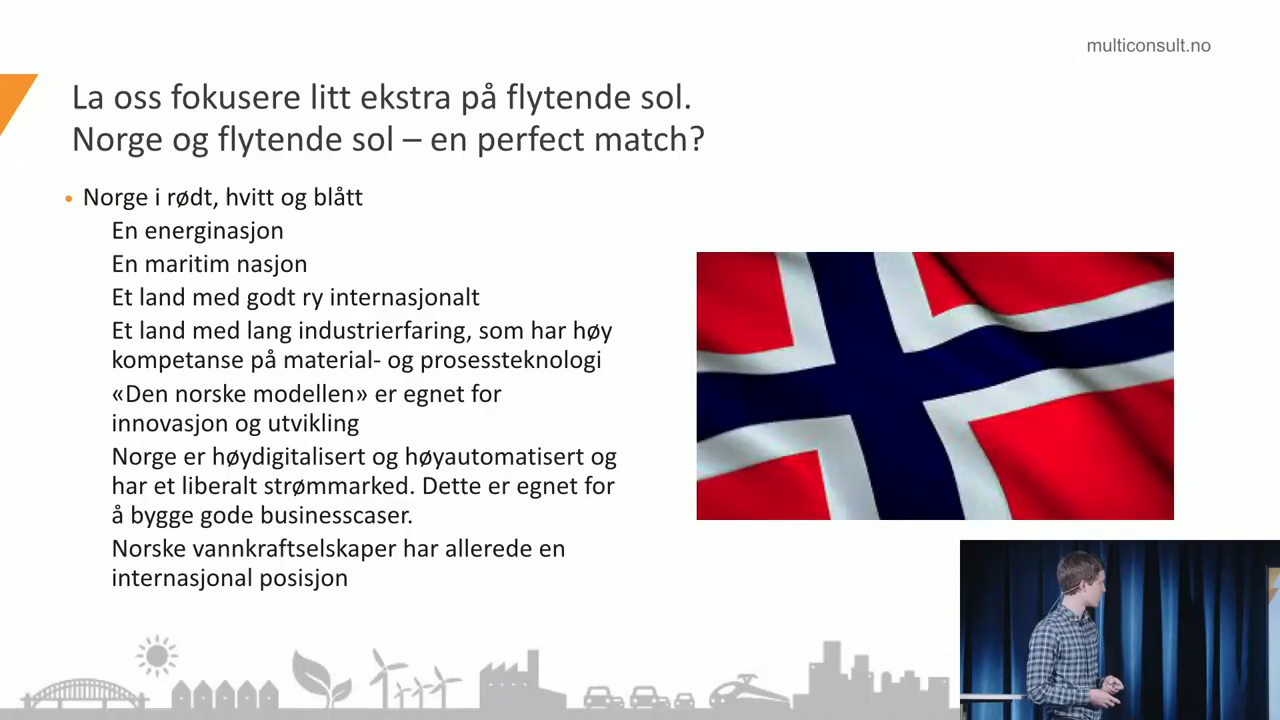 multiconsult.no
La oss fokusere litt ekstra på flytende sol.
Norge og flytende sol – en perfect match?
• Norge i rødt, hvitt og blått
En energinasjon
En maritim nasjon
Et land med godt ry internasjonalt
Et land med lang industrierfaring, som har høy
kompetanse på material- og prosessteknologi
«Den norske modellen» er egnet for
innovasjon og utvikling
Norge er høydigitalisert og høyautomatisert og
har et liberalt strømmarked. Dette er egnet for
å bygge gode businesscaser.
Norske vannkraftselskaper har allerede en
internasjonal posisjon